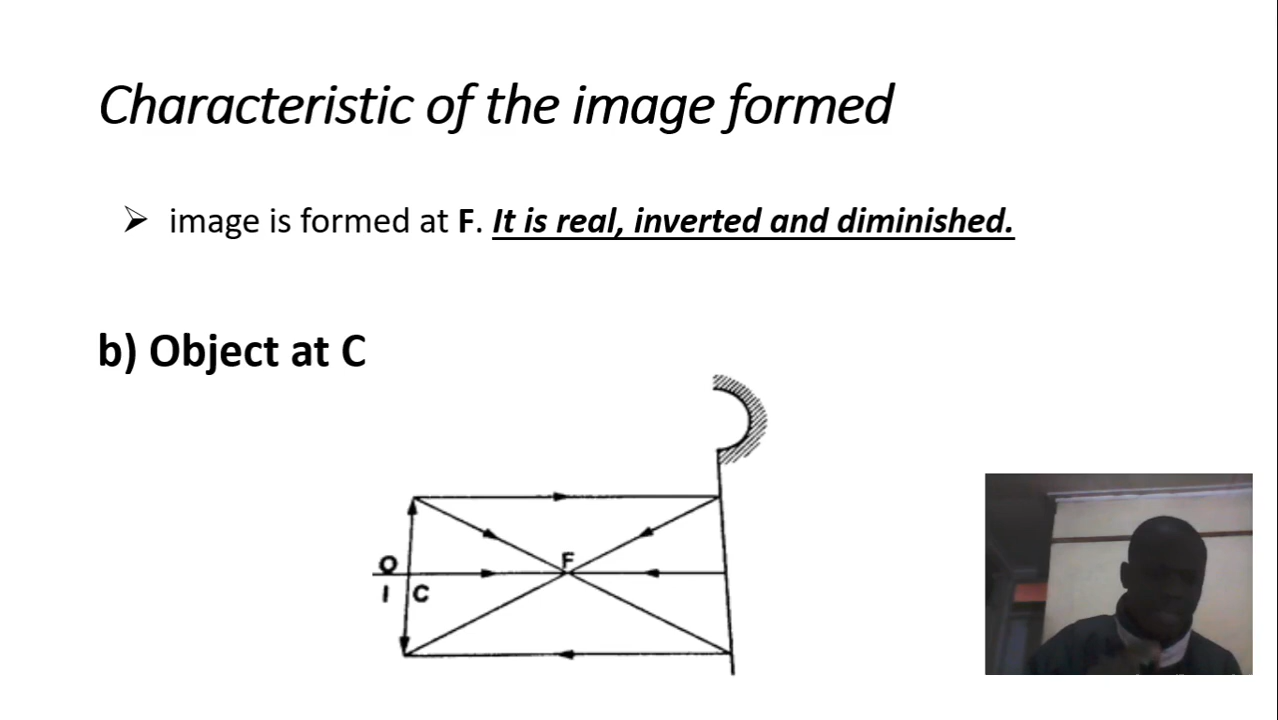 Characteristic of the image formed
➢ image is formed at F. It is real, inverted and diminished.
b) Object at C
F
O
I C